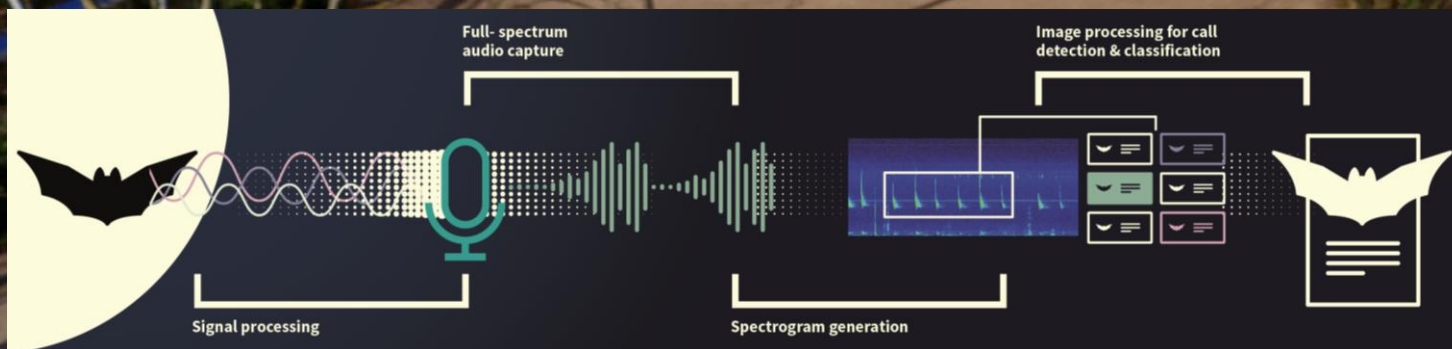 Full- spectrum
audio capture
Image processing for call
detection & classification
Signal processing
Spectrogram generation